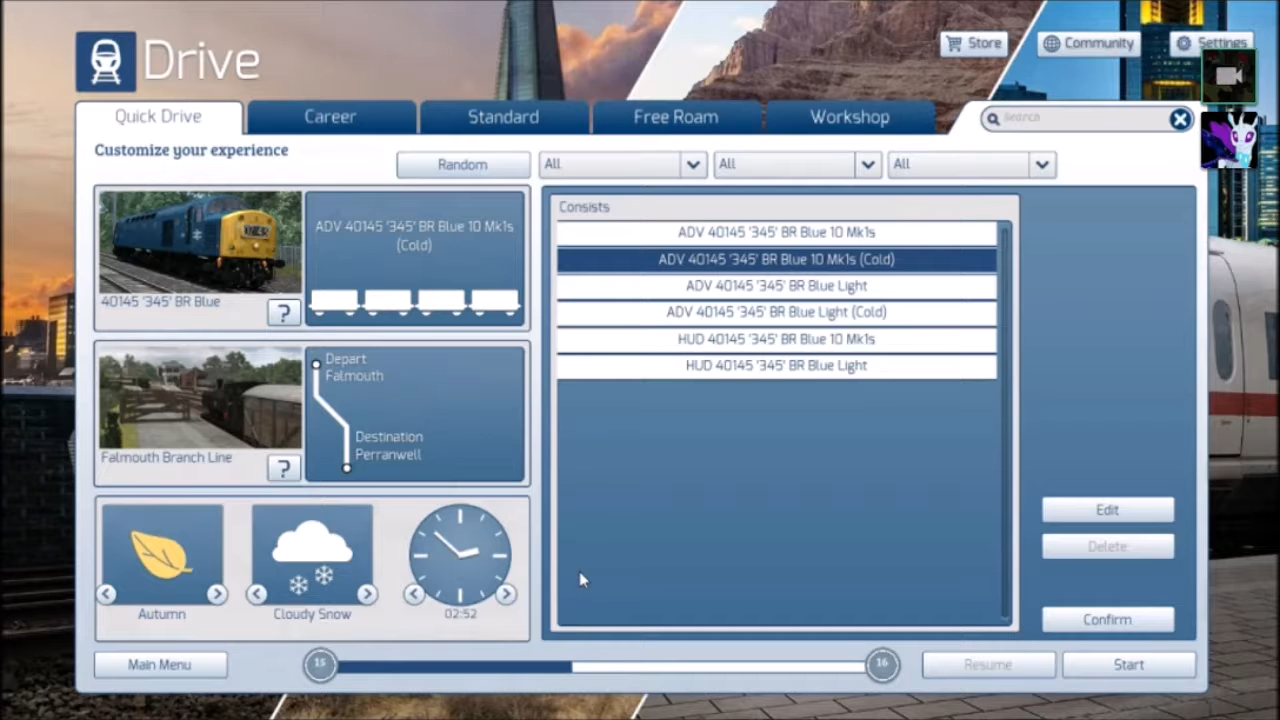 Drive
Store
Community
Settings
Quick Drive
Career
Standard
Free Roam
Workshop
Search
Customize your experience
Random
All
All
All
ADV 40145 '345' BR Blue 10 Mk1s
(Cold)
40145 '345' BR Blue
?
Consists
ADV 40145 '345' BR Blue 10 Mk1s
ADV 40145 '345' BR Blue 10 Mk1s (Cold)
ADV 40145 '345' BR Blue Light
ADV 40145 '345' BR Blue Light (Cold)
HUD 40145 '345' BR Blue 10 Mk1s
HUD 40145 '345' BR Blue Light
Depart
Falmouth
Destination
Perranwell
Falmouth Branch Line
?
Autumn
Cloudy Snow
02:52
Edit
Delete
Confirm
Main Menu
15
16
Resume
Start